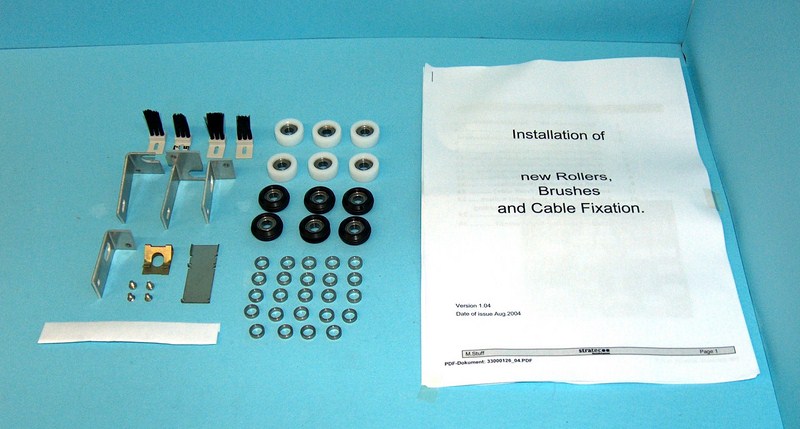 Installation of
new Rollers,
Brushes
and Cable Fixation.
Version 1.04
Date of issue Aug 2004
M.Stuff
stratec
Page 1
PDF-Dokument: 33000126_04.PDF